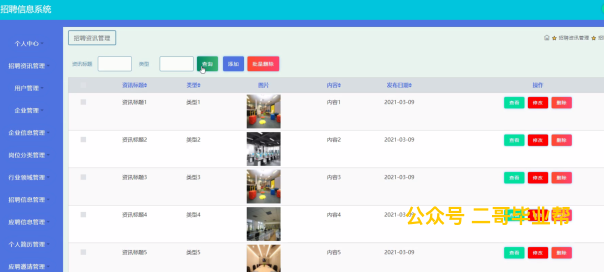 招聘信息系统
个人中心
招聘资讯管理
用户管理
企业管理
企业信息管理
岗位分类管理
行业领域管理
招聘信息管理
应聘信息管理
个人简历管理
应聘邀请管理
招聘资讯管理
招聘资讯管理
资讯标题 类型 查询 添加 批量删除
资讯标题 类型 图片 内容 发布日期 操作
资讯标题1 类型1 内容1 2021-03-09 查看 修改 删除
资讯标题2 类型2 内容2 2021-03-09 查看 修改 删除
资讯标题3 类型3 内容3 2021-03-09 查看 修改 删除
资讯标题4 类型4 内容4 2021-03-09 删除
资讯标题5 类型5 内容5 2021-03-09 查看 修改 删除
公众号 二哥毕业帮